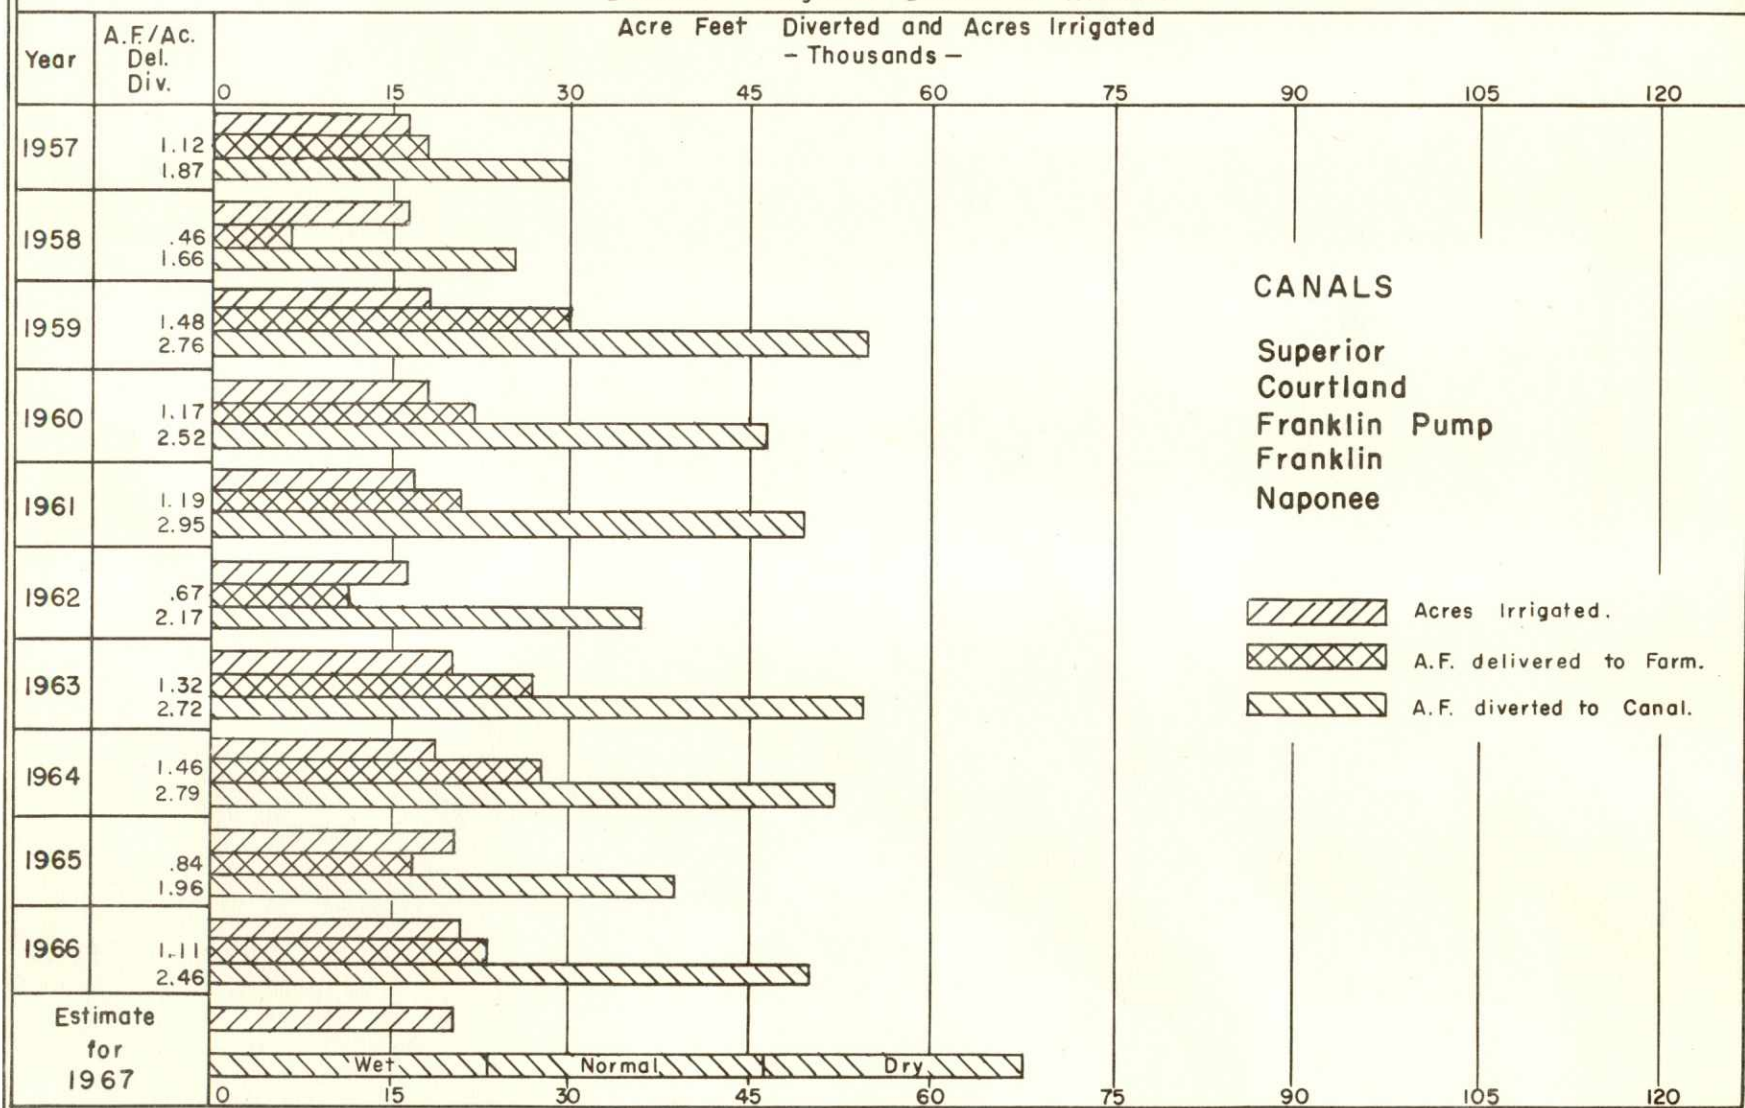 Acre Feet Diverted and Acres Irrigated
– Thousands –
Year
A.F./Ac.
Del.
Div.
0 15 30 45 60 75 90 105 120
1957 1.12
1.87
1958 .46
1.66
1959 1.48
2.76
1960 1.17
2.52
1961 1.19
2.95
1962 .67
2.17
1963 1.32
2.72
1964 1.46
2.79
1965 .84
1.96
1966 1.11
2.46
CANALS
Superior
Courtland
Franklin Pump
Franklin
Naponee
Acres Irrigated.
A.F. delivered to Farm.
A.F. diverted to Canal.
Estimate
for
1967
Wet Normal Dry
0 15 30 45 60 75 90 105 120